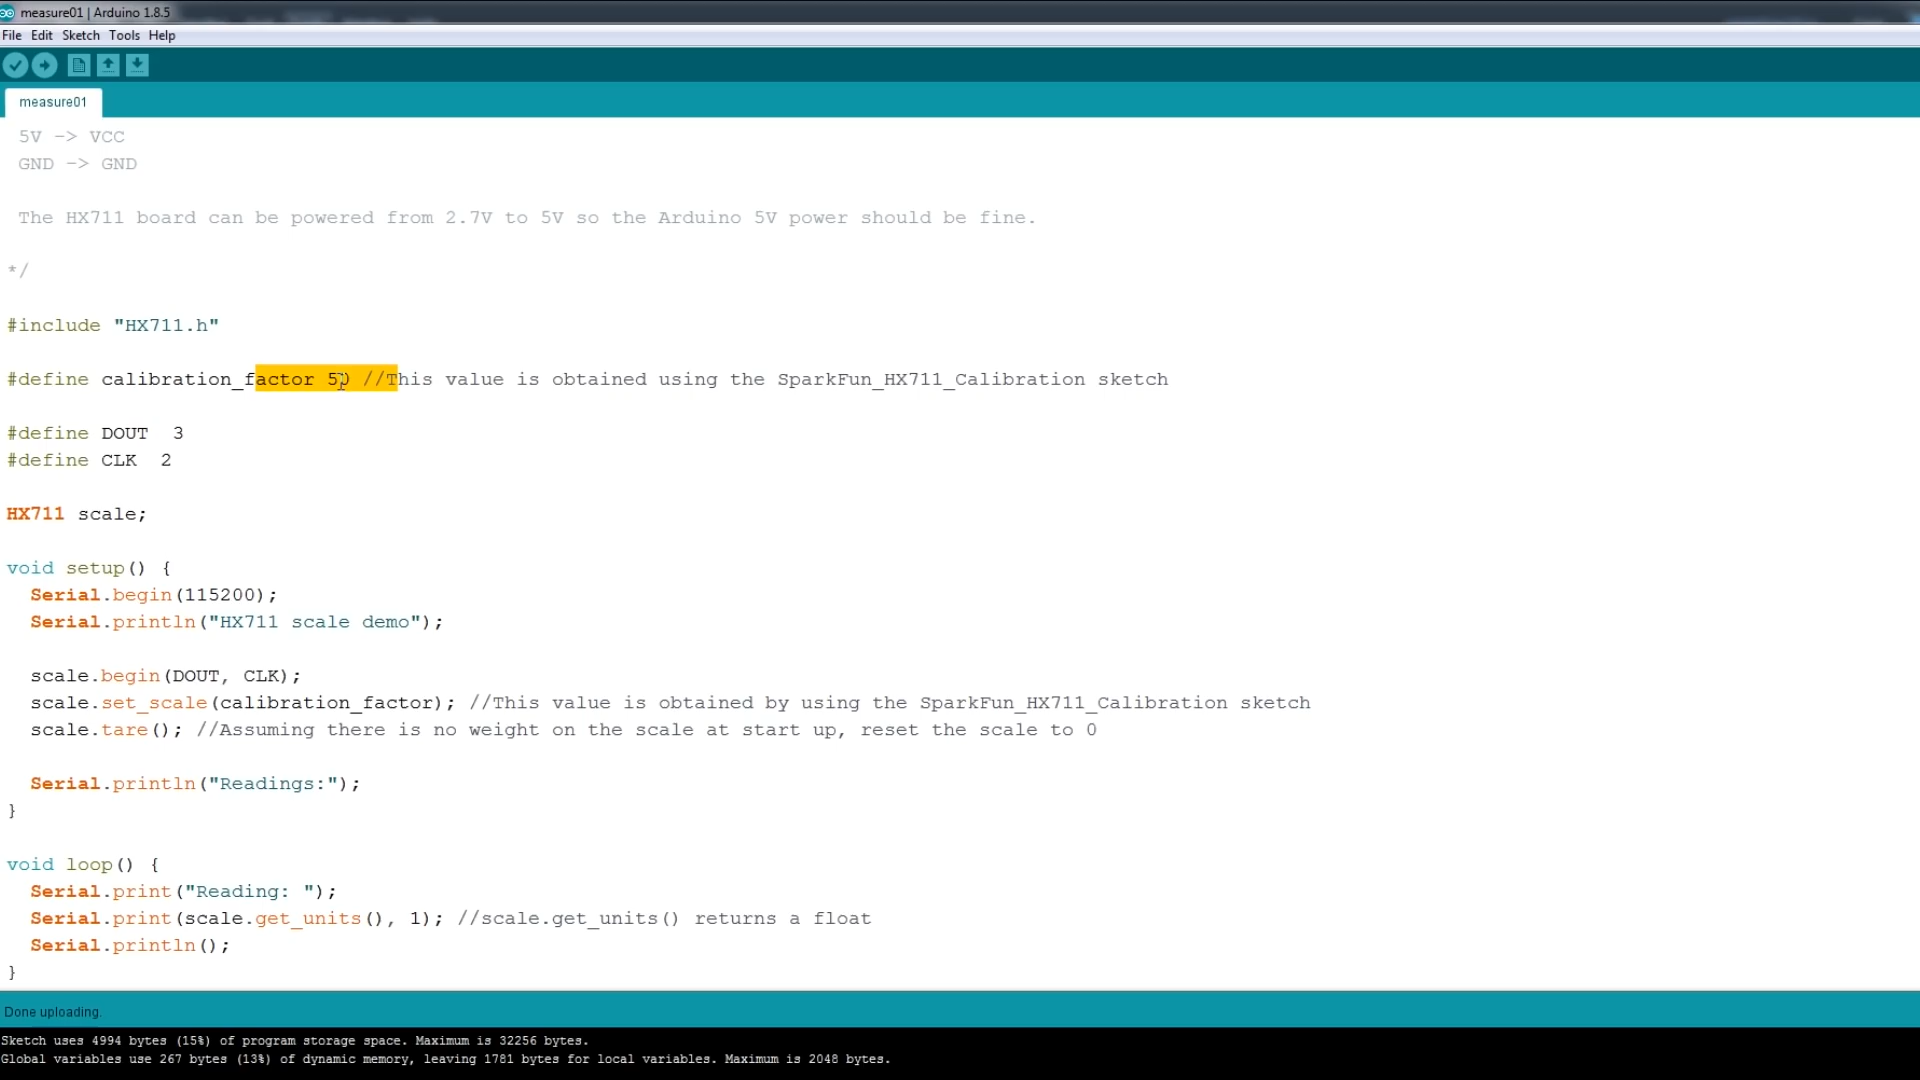 measure01 | Arduino 1.8.5
File Edit Sketch Tools Help
measure01
5V -> VCC
GND -> GND
The HX711 board can be powered from 2.7V to 5V so the Arduino 5V power should be fine.
*/
#include "HX711.h"
#define calibration_factor 50 //This value is obtained using the SparkFun_HX711_Calibration sketch
#define DOUT  3
#define CLK  2
HX711 scale;
void setup() {
  Serial.begin(115200);
  Serial.println("HX711 scale demo");
  scale.begin(DOUT, CLK);
  scale.set_scale(calibration_factor); //This value is obtained by using the SparkFun_HX711_Calibration sketch
  scale.tare(); //Assuming there is no weight on the scale at start up, reset the scale to 0
  Serial.println("Readings:");
}
void loop() {
  Serial.print("Reading: ");
  Serial.print(scale.get_units(), 1); //scale.get_units() returns a float
  Serial.println();
}
Done uploading.
Sketch uses 4994 bytes (15%) of program storage space. Maximum is 32256 bytes.
Global variables use 267 bytes (13%) of dynamic memory, leaving 1781 bytes for local variables. Maximum is 2048 bytes.